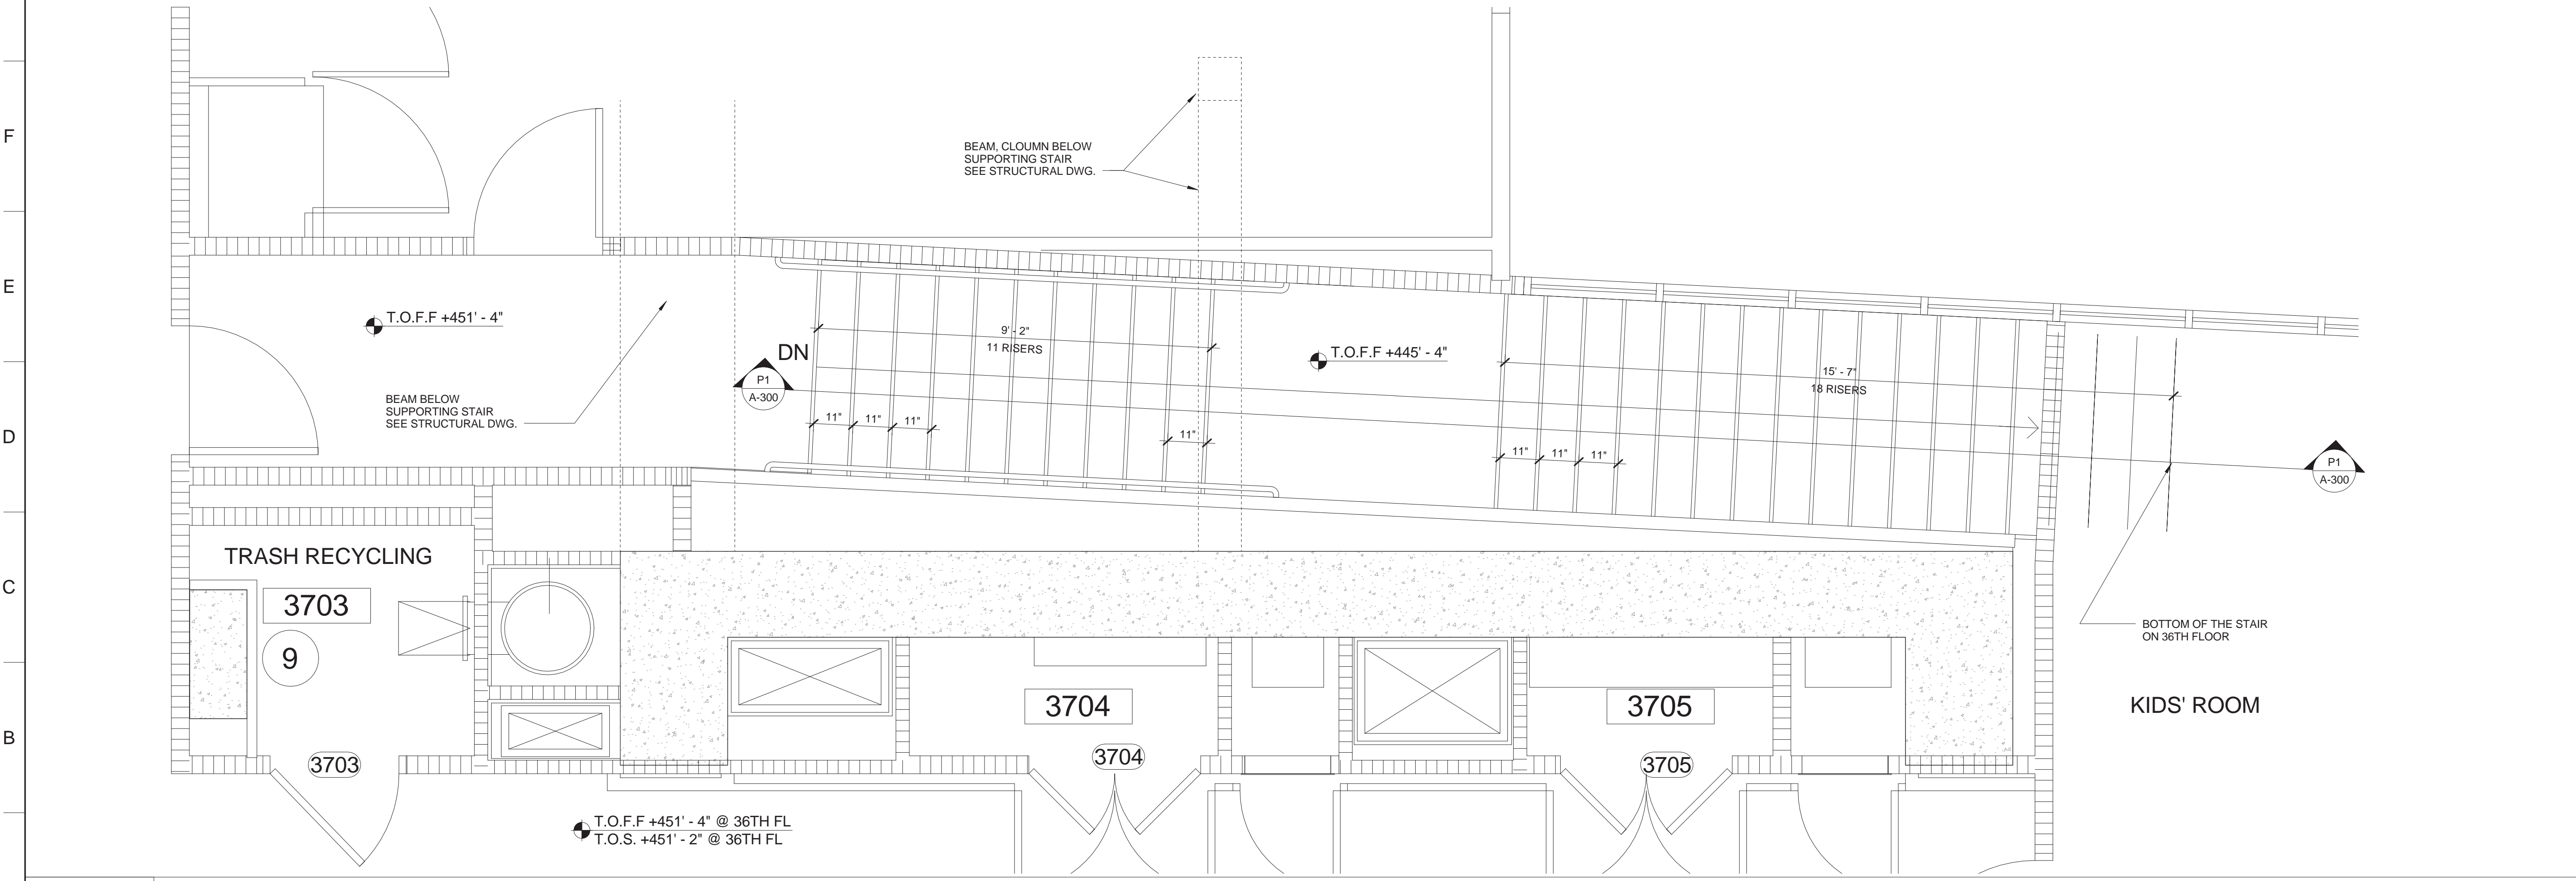 F
BEAM, CLOUMN BELOW
SUPPORTING STAIR
SEE STRUCTURAL DWG.
E
T.O.F.F +451' - 4"
9' - 2"
11 RISERS
T.O.F.F +445' - 4"
15' - 7"
18 RISERS
DN
P1
A-300
BEAM BELOW
SUPPORTING STAIR
SEE STRUCTURAL DWG.
D
11"
11"
11"
11"
11"
11"
11"
P1
A-300
TRASH RECYCLING
C
3703
9
BOTTOM OF THE STAIR
ON 36TH FLOOR
3704
3705
KIDS' ROOM
B
3703
3704
3705
T.O.F.F +451' - 4" @ 36TH FL
T.O.S. +451' - 2" @ 36TH FL